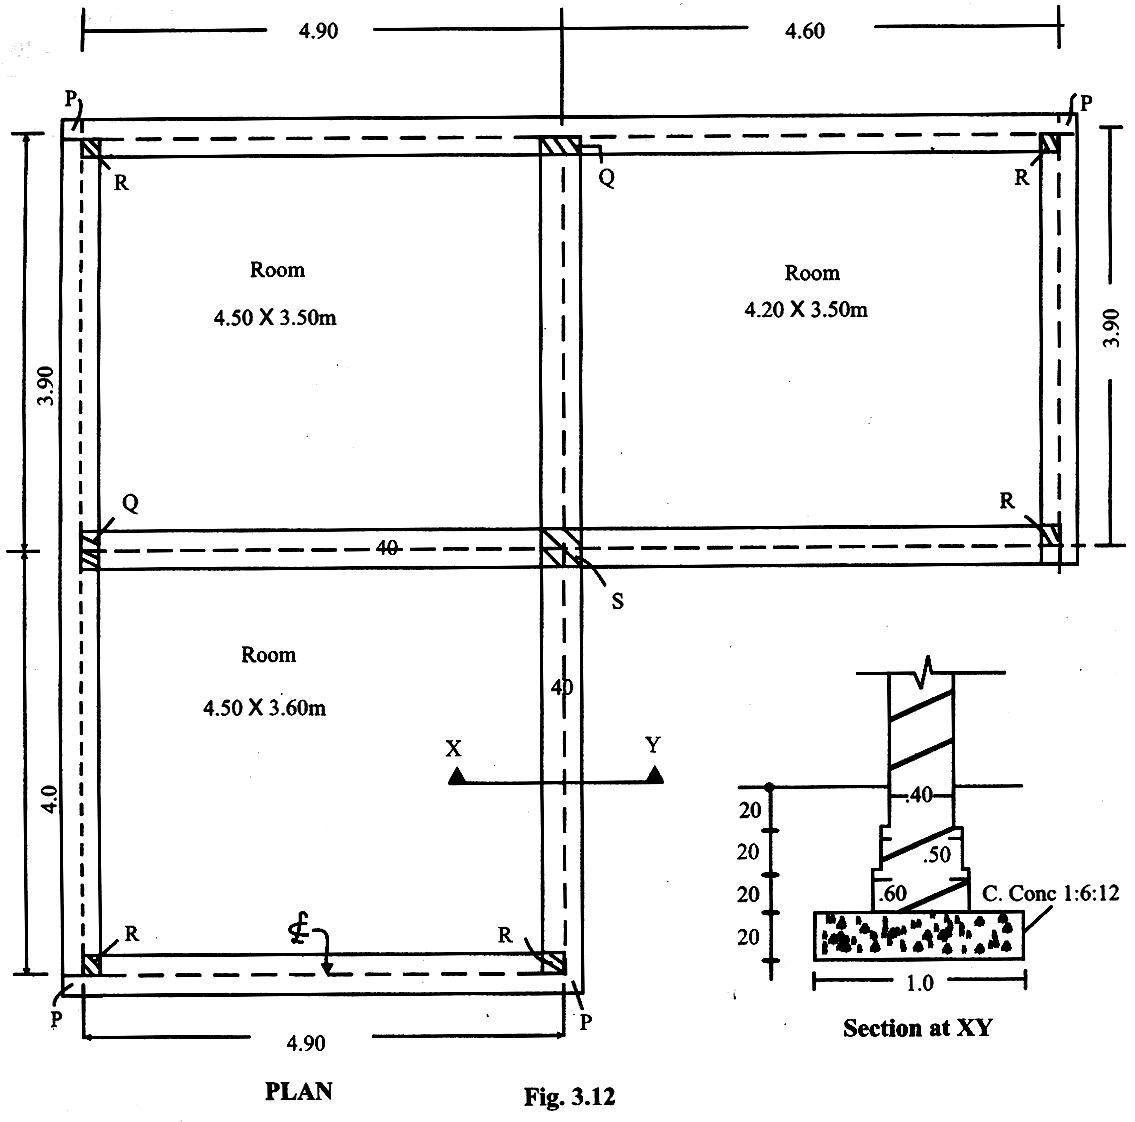 4.90
4.60
P
P
R
Q
R
Room
4.50 X 3.50m
Room
4.20 X 3.50m
3.90
3.90
Q
R
40
S
Room
4.50 X 3.60m
40
X
Y
4.0
.40
20
20
.50
20
.60
C. Conc 1:6:12
20
1.0
Section at XY
R
℄
R
P
P
4.90
PLAN
Fig. 3.12